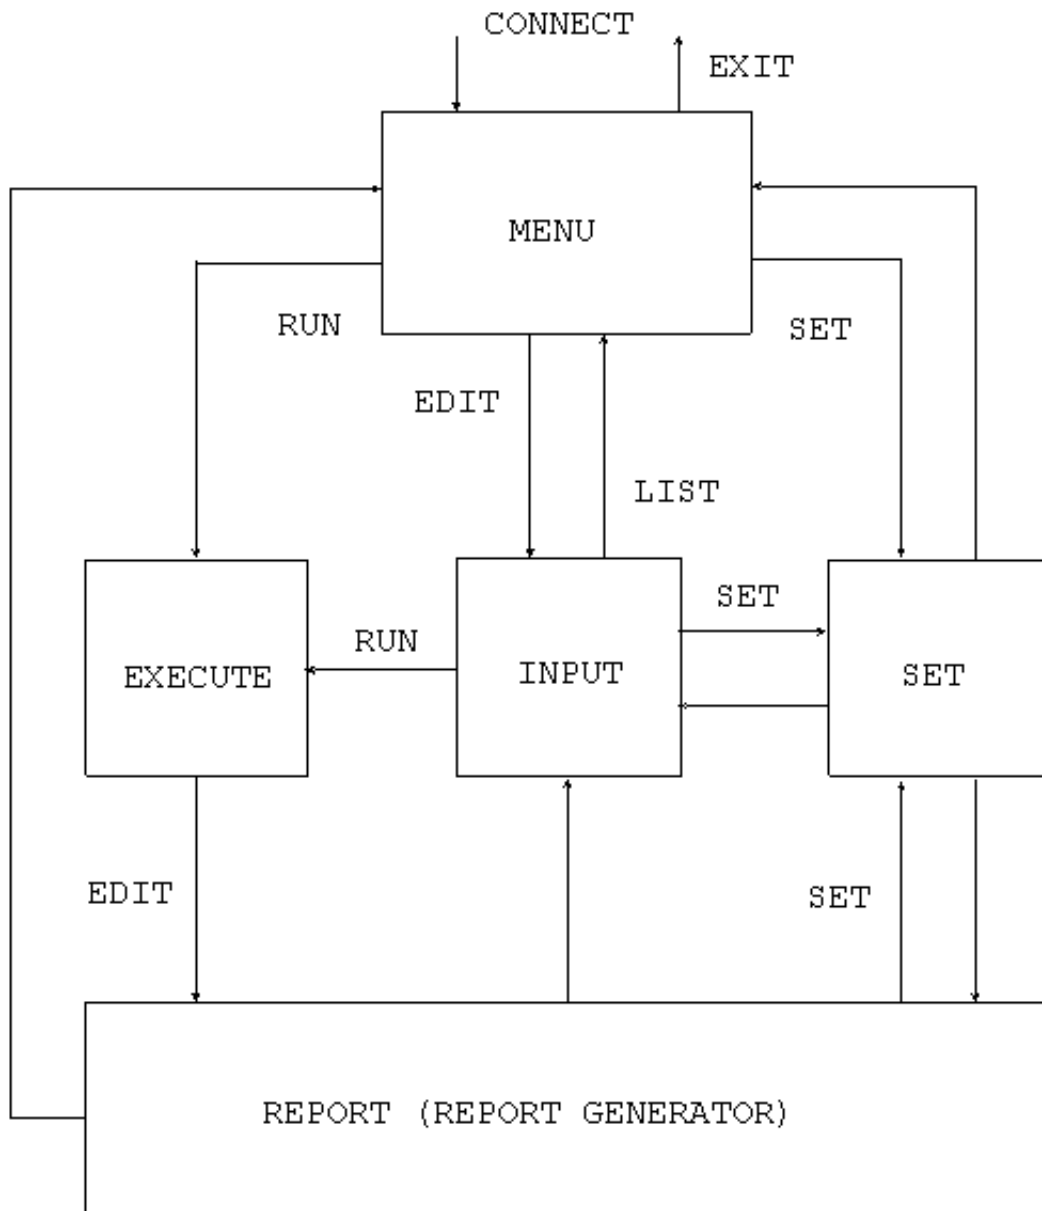 CONNECT
EXIT
MENU
RUN
SET
EDIT
LIST
SET
RUN
EXECUTE
INPUT
SET
EDIT
SET
REPORT (REPORT GENERATOR)